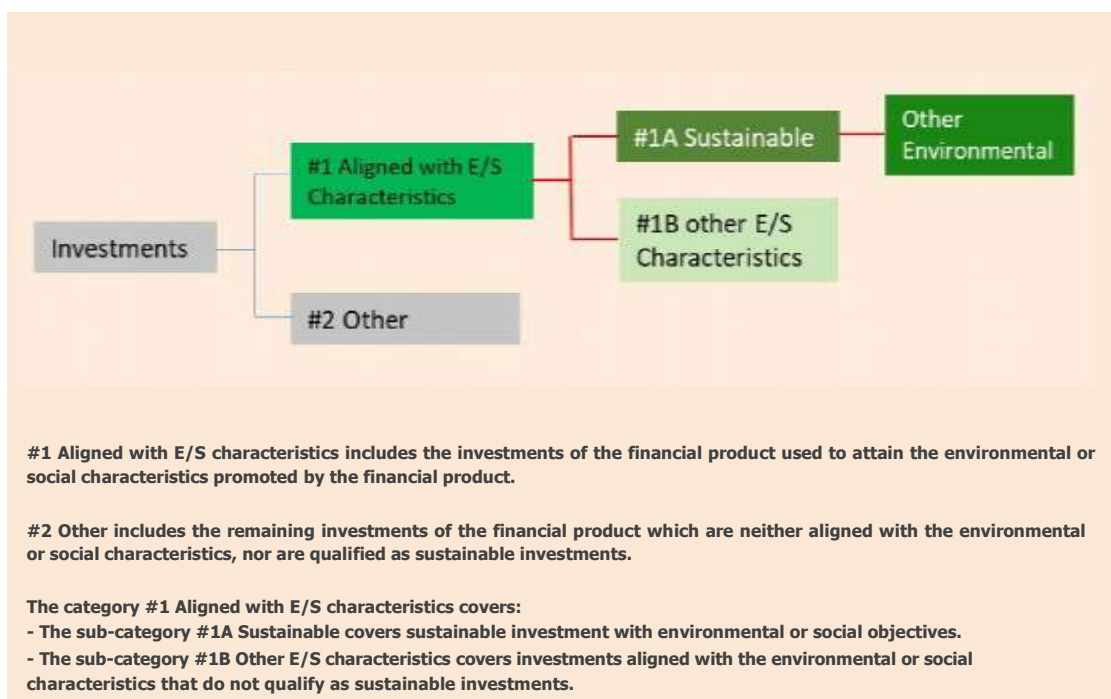 Other
Environmental
#1A Sustainable
#1 Aligned with E/S
Characteristics
#1B other E/S
Characteristics
Investments
#2 Other
#1 Aligned with E/S characteristics includes the investments of the financial product used to attain the environmental or
social characteristics promoted by the financial product.
#2 Other includes the remaining investments of the financial product which are neither aligned with the environmental
or social characteristics, nor are qualified as sustainable investments.
The category #1 Aligned with E/S characteristics covers:
- The sub-category #1A Sustainable covers sustainable investment with environmental or social objectives.
- The sub-category #1B Other E/S characteristics covers investments aligned with the environmental or social
characteristics that do not qualify as sustainable investments.